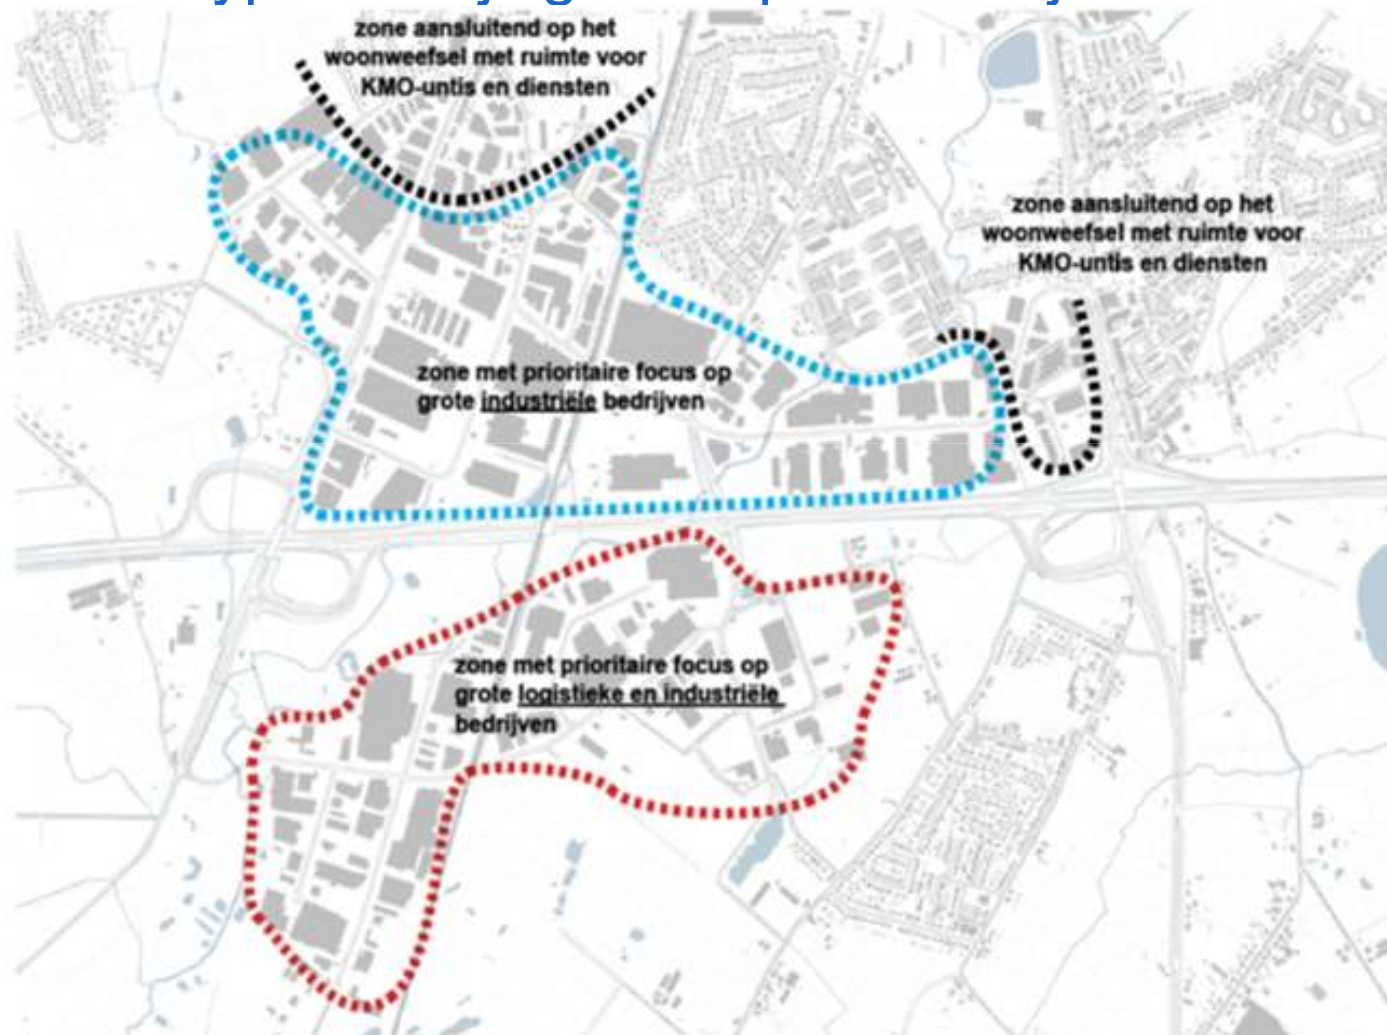 zone aansluitend op het
woonweefsel met ruimte voor
KMO-untis en diensten
zone aansluitend op het
woonweefsel met ruimte voor
KMO-untis en diensten
zone met prioritaire focus op
grote industriële bedrijven
zone met prioritaire focus op
grote logistieke en industriële
bedrijven